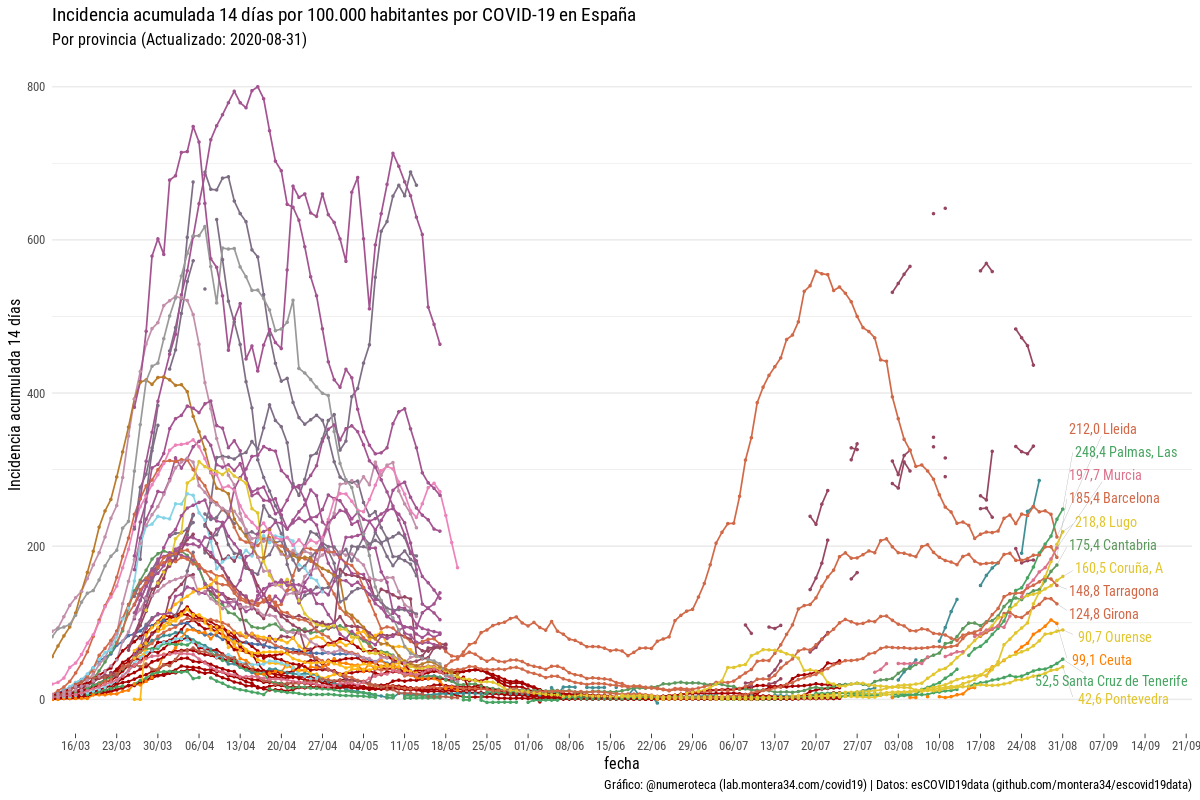 Incidencia acumulada 14 días por 100.000 habitantes por COVID-19 en España
Por provincia (Actualizado: 2020-08-31)
Incidencia acumulada 14 días
800
600
400
200
0
212,0 Lleida
248,4 Palmas, Las
197,7 Murcia
185,4 Barcelona
218,8 Lugo
175,4 Cantabria
160,5 Coruña, A
148,8 Tarragona
124,8 Girona
90,7 Ourense
99,1 Ceuta
52,5 Santa Cruz de Tenerife
42,6 Pontevedra
16/03 23/03 30/03 06/04 13/04 20/04 27/04 04/05 11/05 18/05 25/05 01/06 08/06 15/06 22/06 29/06 06/07 13/07 20/07 27/07 03/08 10/08 17/08 24/08 31/08 07/09 14/09 21/09
fecha
Gráfico: @numeroteca (lab.montera34.com/covid19) | Datos: esCOVID19data (github.com/montera34/escovid19data)